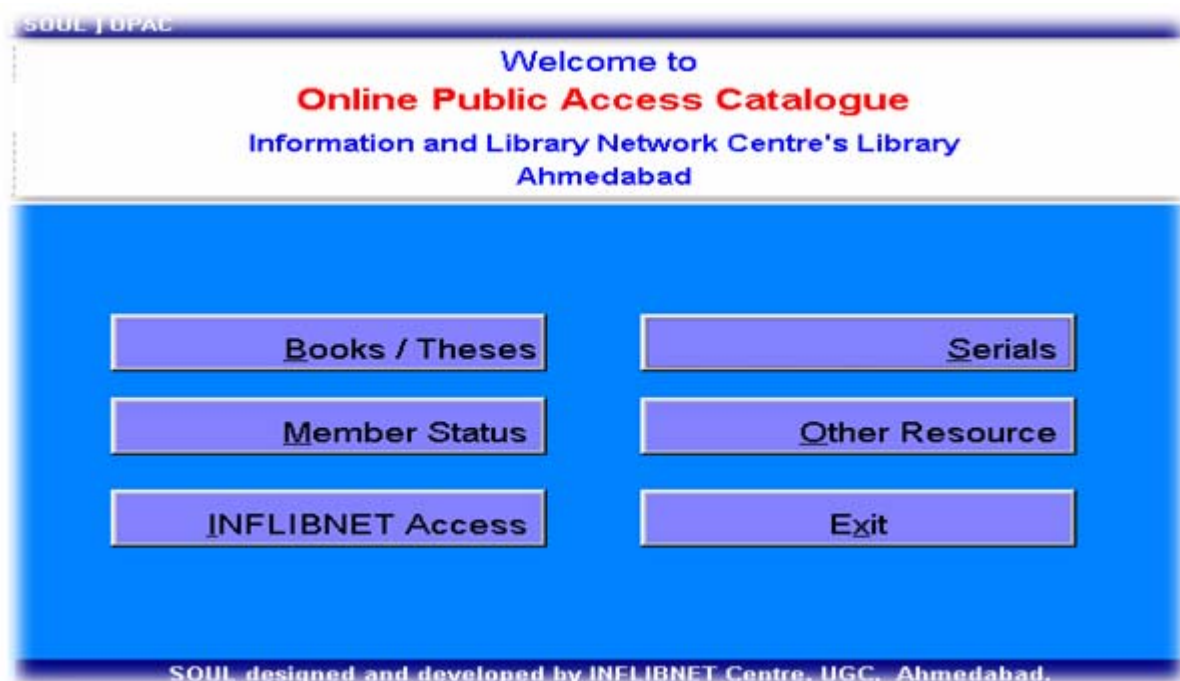 [ SOUL ] OPAC
Welcome to
Online Public Access Catalogue
Information and Library Network Centre's Library
Ahmedabad
Books / Theses
Serials
Member Status
Other Resource
INFLIBNET Access
Exit
SOUL designed and developed by INFLIBNET Centre, UGC, Ahmedabad.